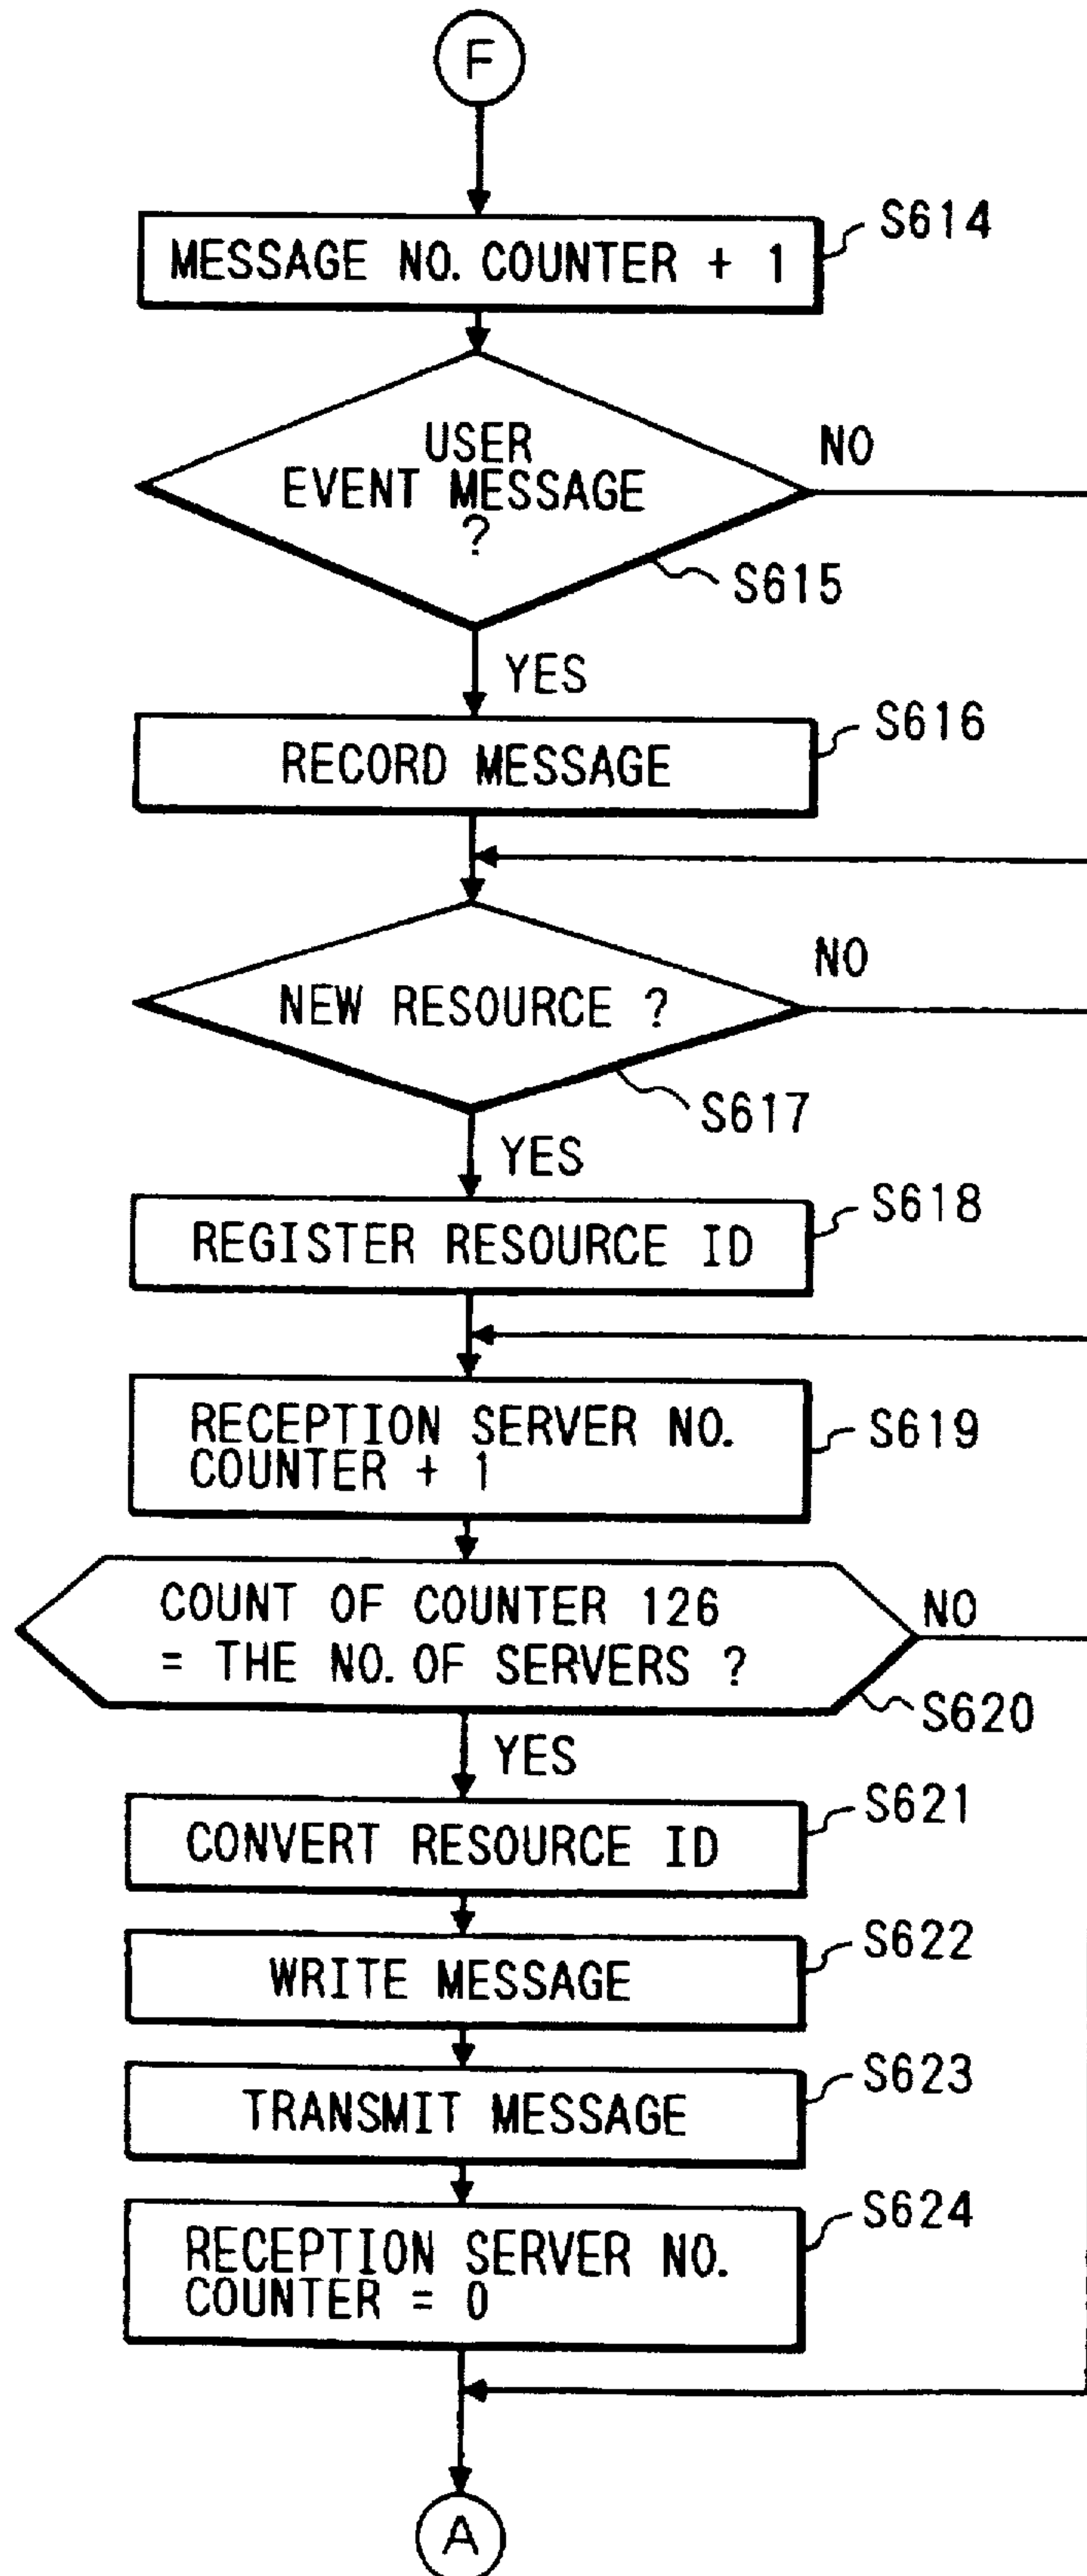 F
MESSAGE NO. COUNTER + 1
S614
USER
EVENT MESSAGE
?
NO
S615
YES
RECORD MESSAGE
S616
NEW RESOURCE ?
NO
S617
YES
REGISTER RESOURCE ID
S618
RECEPTION SERVER NO.
COUNTER + 1
S619
COUNT OF COUNTER 126
= THE NO. OF SERVERS ?
NO
S620
YES
CONVERT RESOURCE ID
S621
WRITE MESSAGE
S622
TRANSMIT MESSAGE
S623
RECEPTION SERVER NO.
COUNTER = 0
S624
A